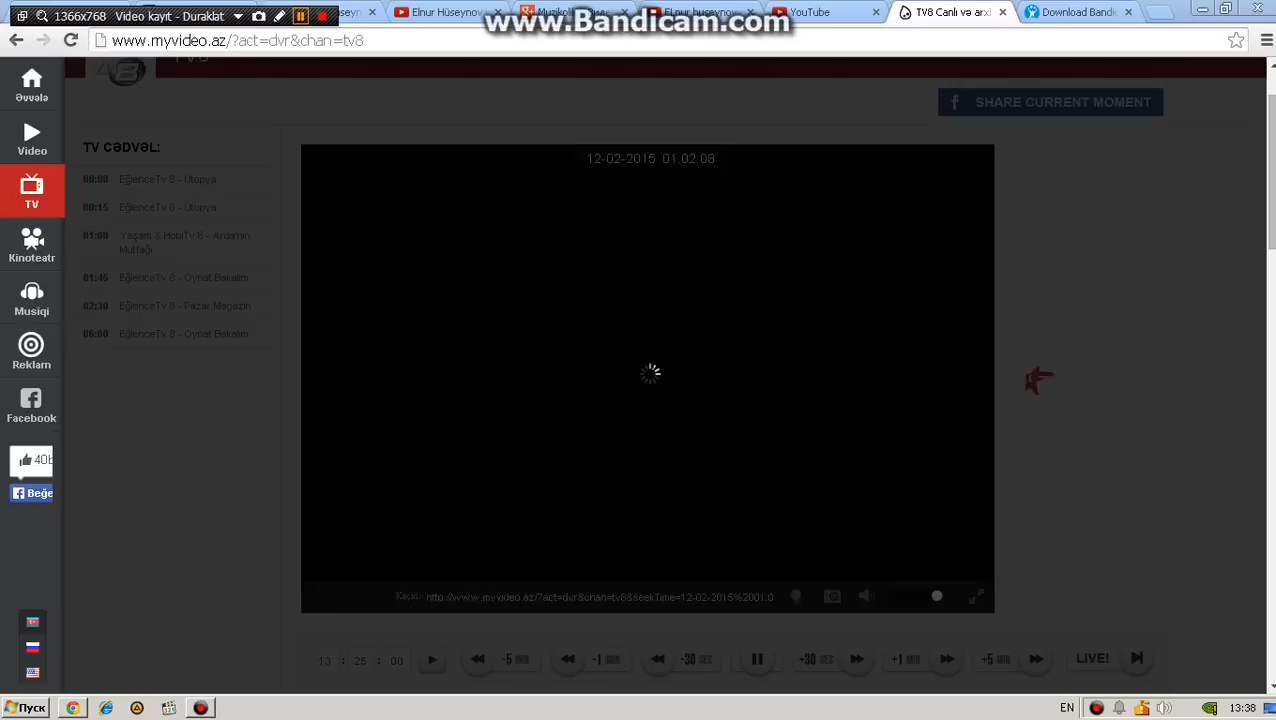 1366x768 Video kayıt - Duraklat
Elnur Hüseynov
YouTube
TV8 Canlı və arxi
Download Bandi
www.Bandicam.com
www.myvideo.az/?act=dvr&chan=tv8
Əvvələ
Video
TV
Kinoteatr
Musiqi
Reklam
Facebook
40b
Beğe
SHARE CURRENT MOMENT
TV CƏDVƏL:
00:00 EğlenceTv 8 - Utopya
00:15 EğlenceTv 8 - Utopya
01:00 Yaşam & HobiTv 8 - Arda'nın
Mutfağı
01:45 EğlenceTv 8 - Oynat Bakalım
02:30 EğlenceTv 8 - Pazar Magazin
06:00 EğlenceTv 8 - Oynat Bakalım
12-02-2015 01:02:08
http://www.myvideo.az/?act=dvr&chan=tv8&seekTime=12-02-2015%2001:0
13 : 25 : 00
-5 MIN
-1 MIN
-30 SEC
+30 SEC
+1 MIN
+5 MIN
LIVE!
Пуск
EN
13:38